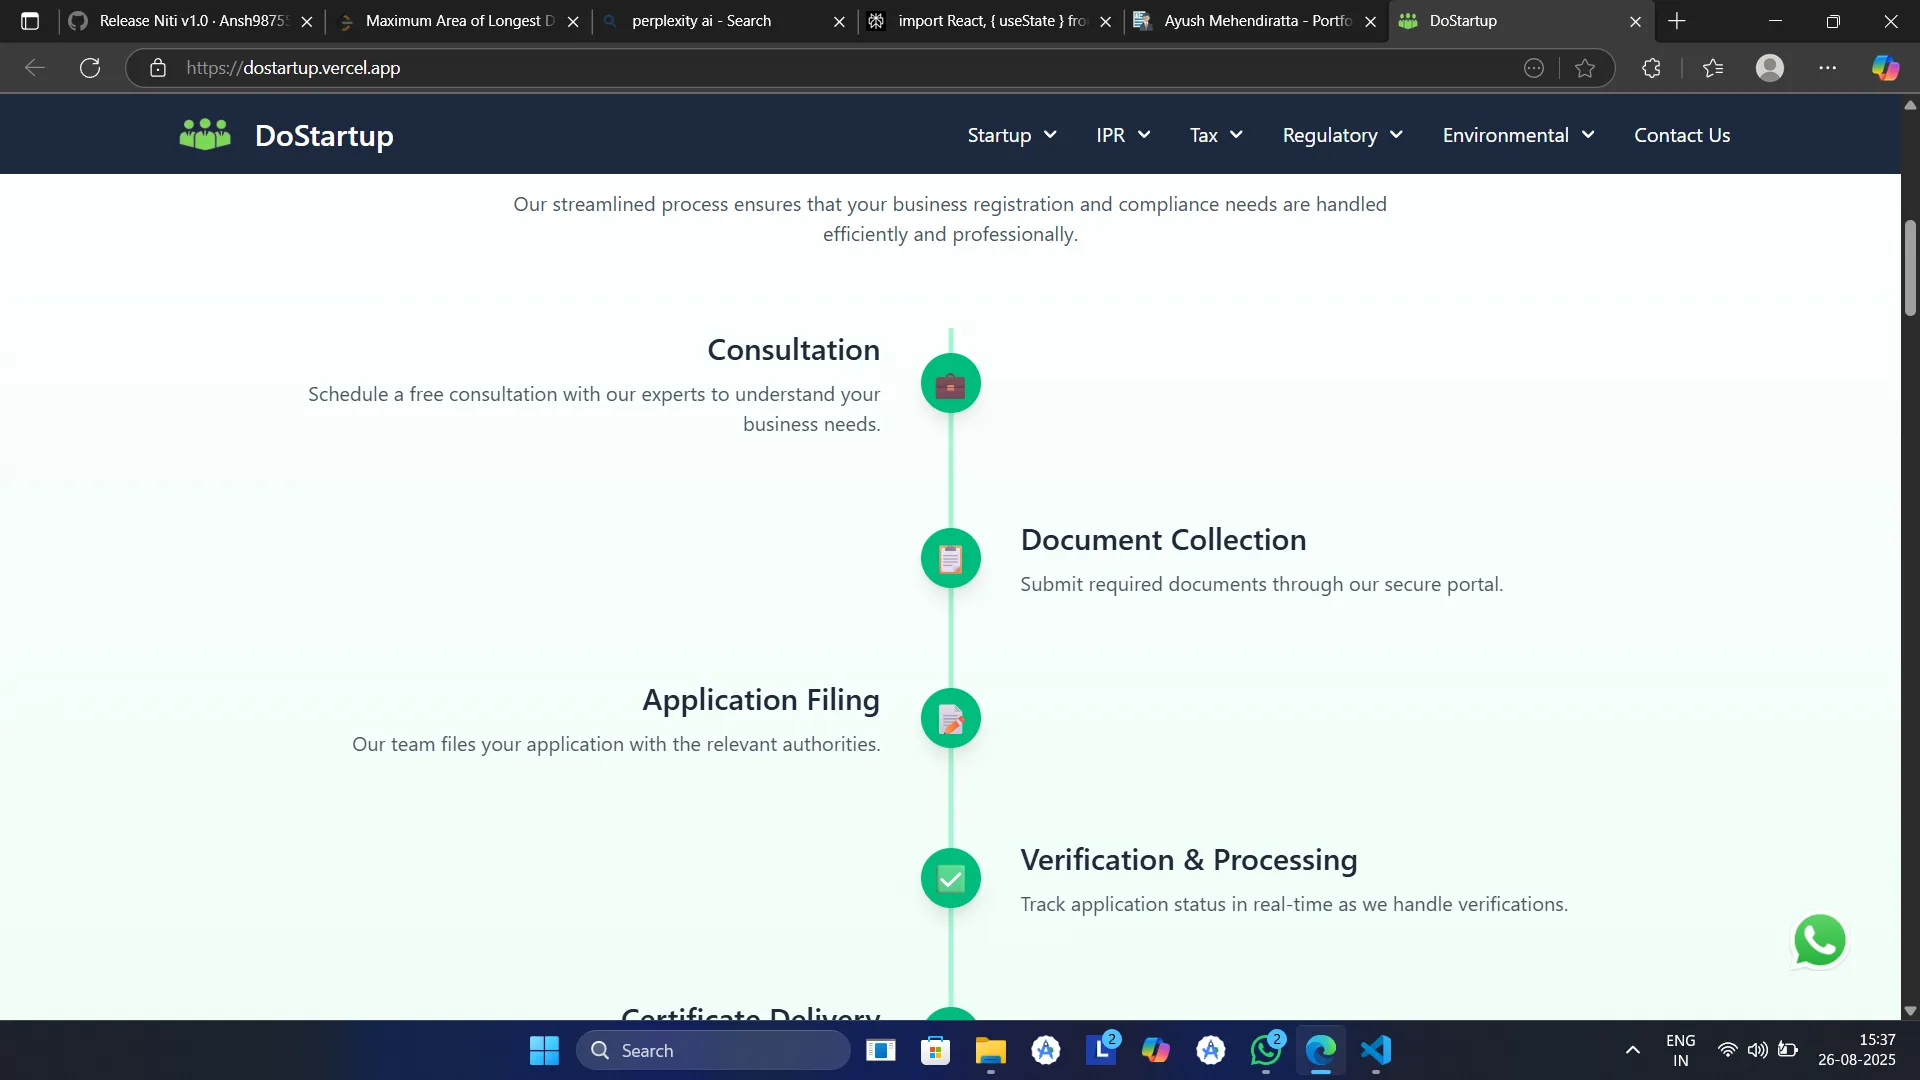 Release Niti v1.0 · Ansh9875
Maximum Area of Longest D
perplexity ai - Search
import React, { useState } fro
Ayush Mehendiratta - Portfo
DoStartup
https://dostartup.vercel.app
DoStartup
Startup
IPR
Tax
Regulatory
Environmental
Contact Us
Our streamlined process ensures that your business registration and compliance needs are handled
efficiently and professionally.
Consultation
Schedule a free consultation with our experts to understand your
business needs.
Document Collection
Submit required documents through our secure portal.
Application Filing
Our team files your application with the relevant authorities.
Verification & Processing
Track application status in real-time as we handle verifications.
Certificate Delivery
Search
L
2
2
ENG
IN
15:37
26-08-2025